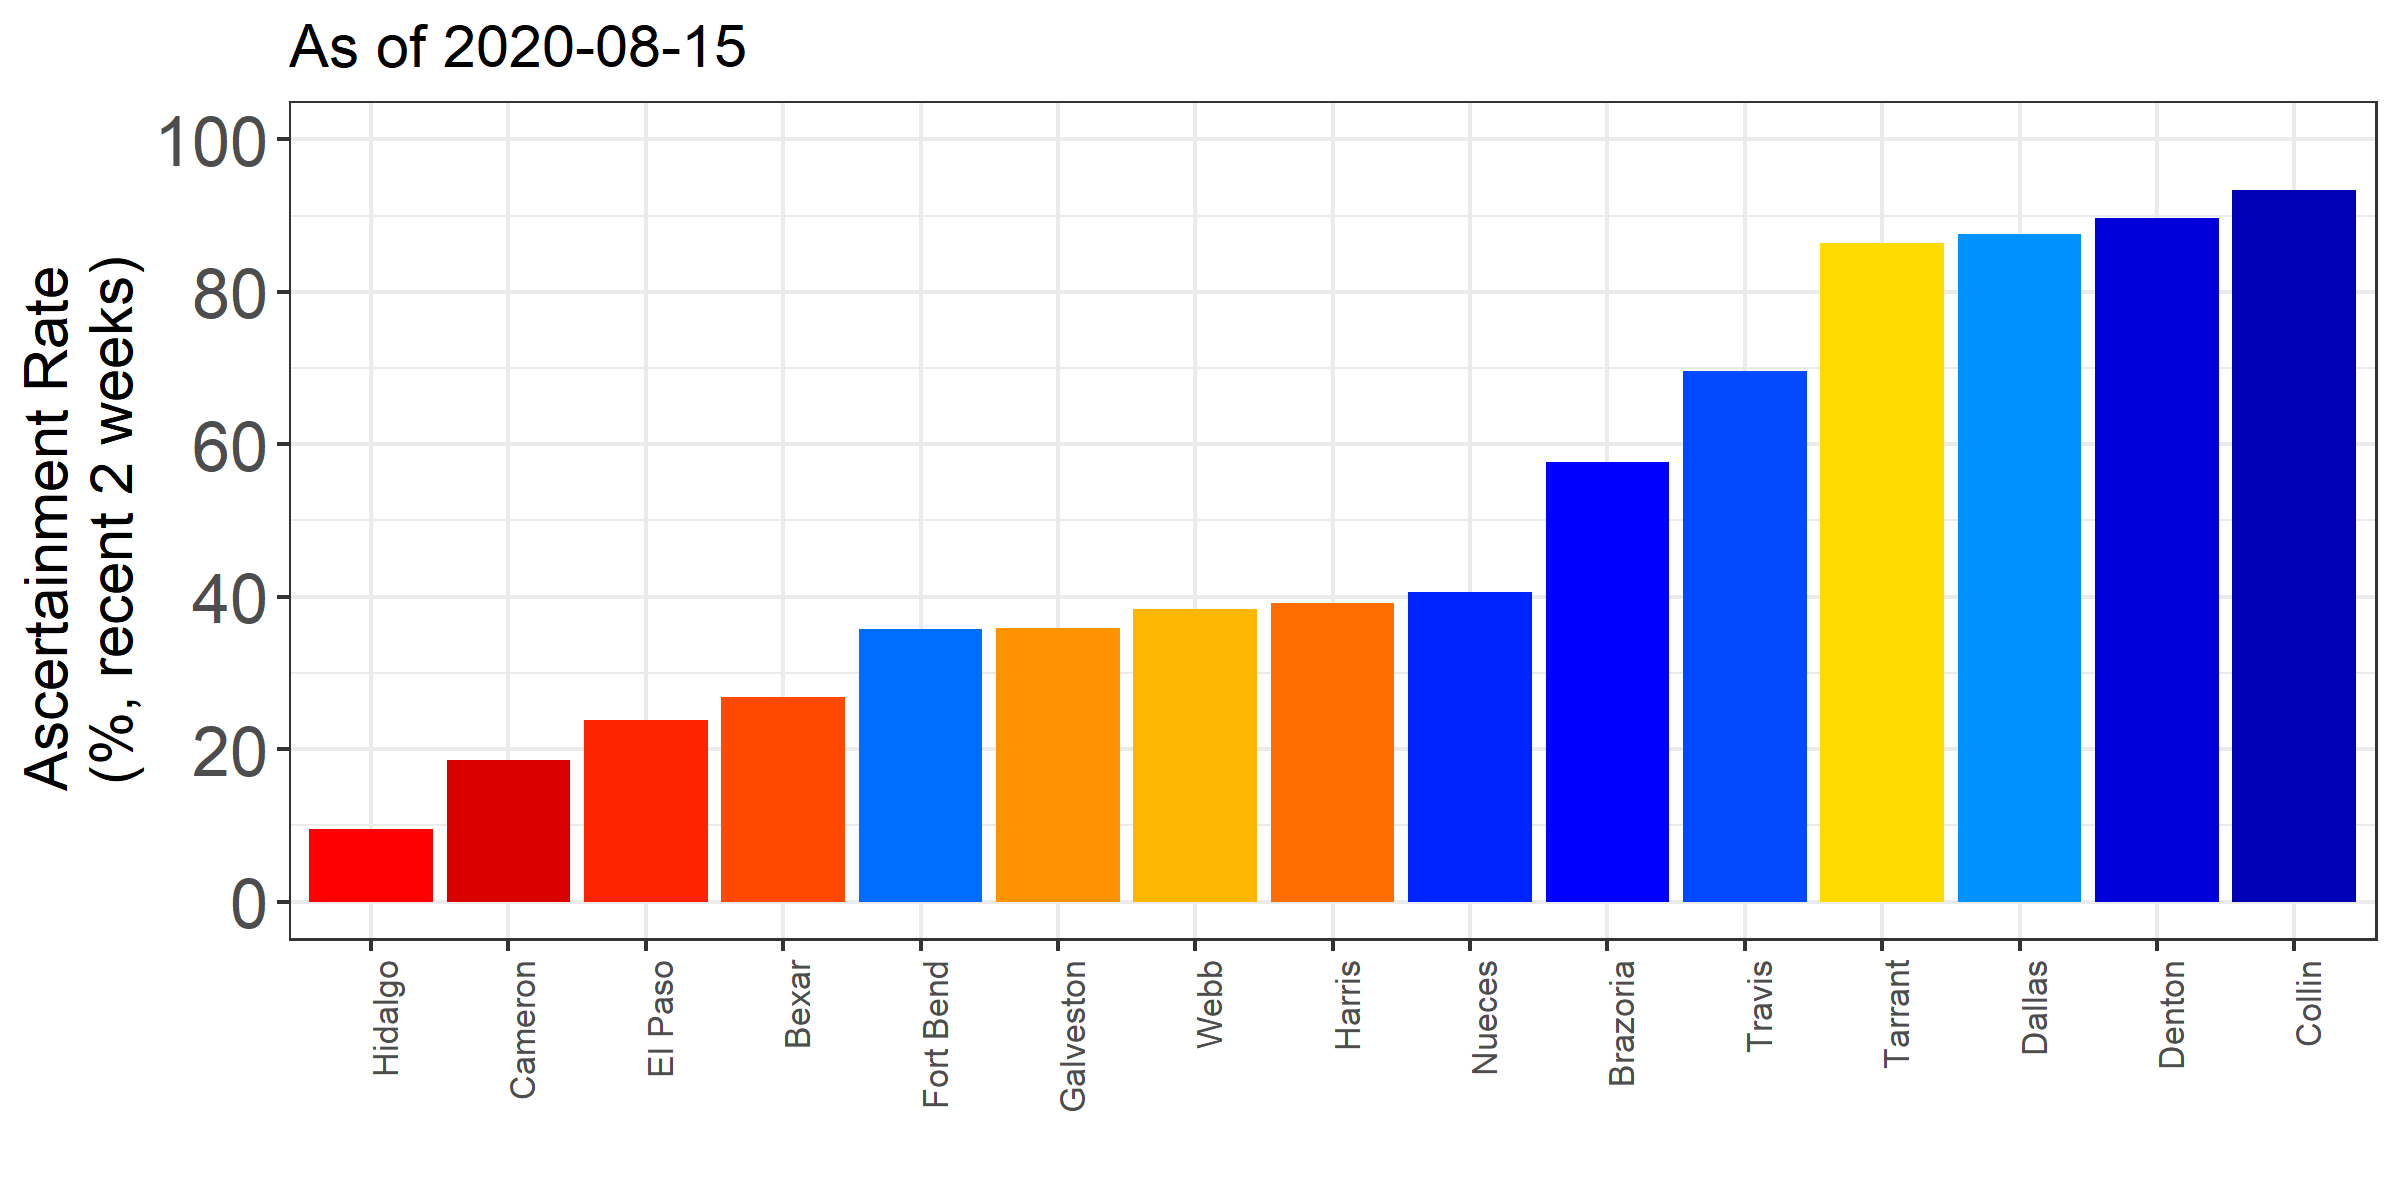 As of 2020-08-15
Ascertainment Rate
(%, recent 2 weeks)
100
80
60
40
20
0
Hidalgo
Cameron
El Paso
Bexar
Fort Bend
Galveston
Webb
Harris
Nueces
Brazoria
Travis
Tarrant
Dallas
Denton
Collin